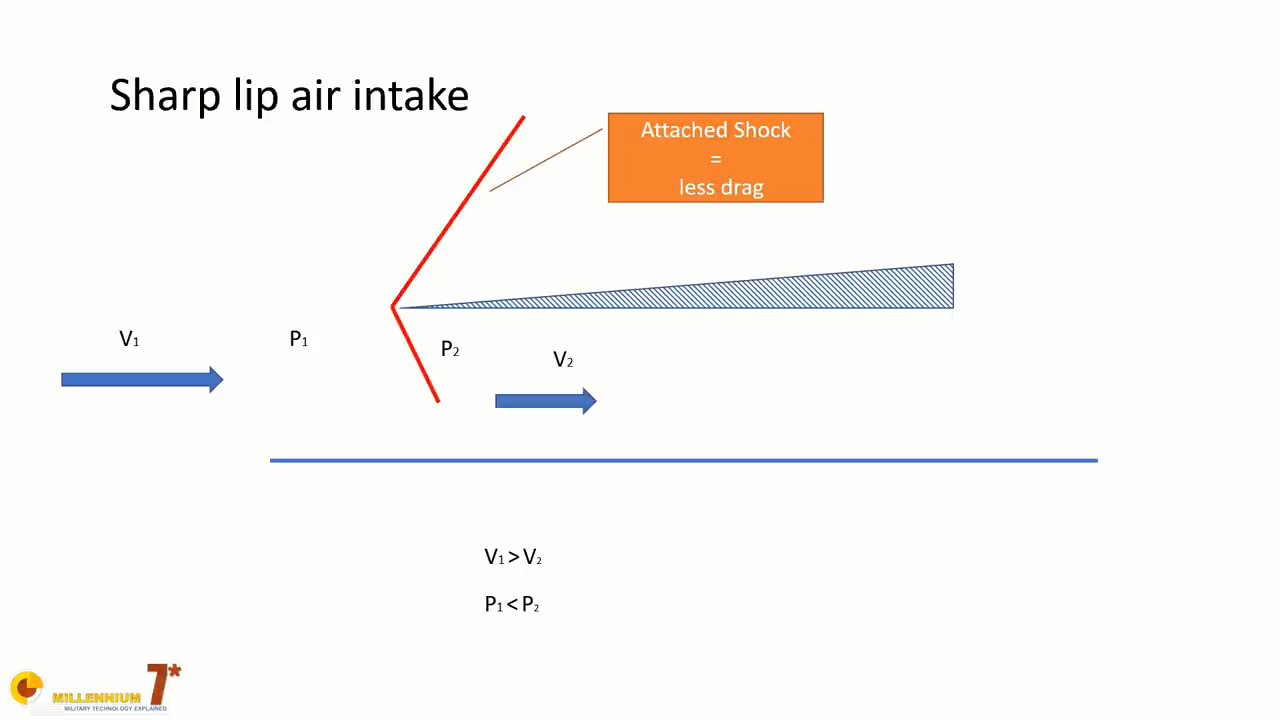 Sharp lip air intake
Attached Shock
=
less drag
V1
P1
P2
V2
V1 > V2
P1 < P2
7*
MILLENNIUM
MILITARY TECHNOLOGY EXPLAINED